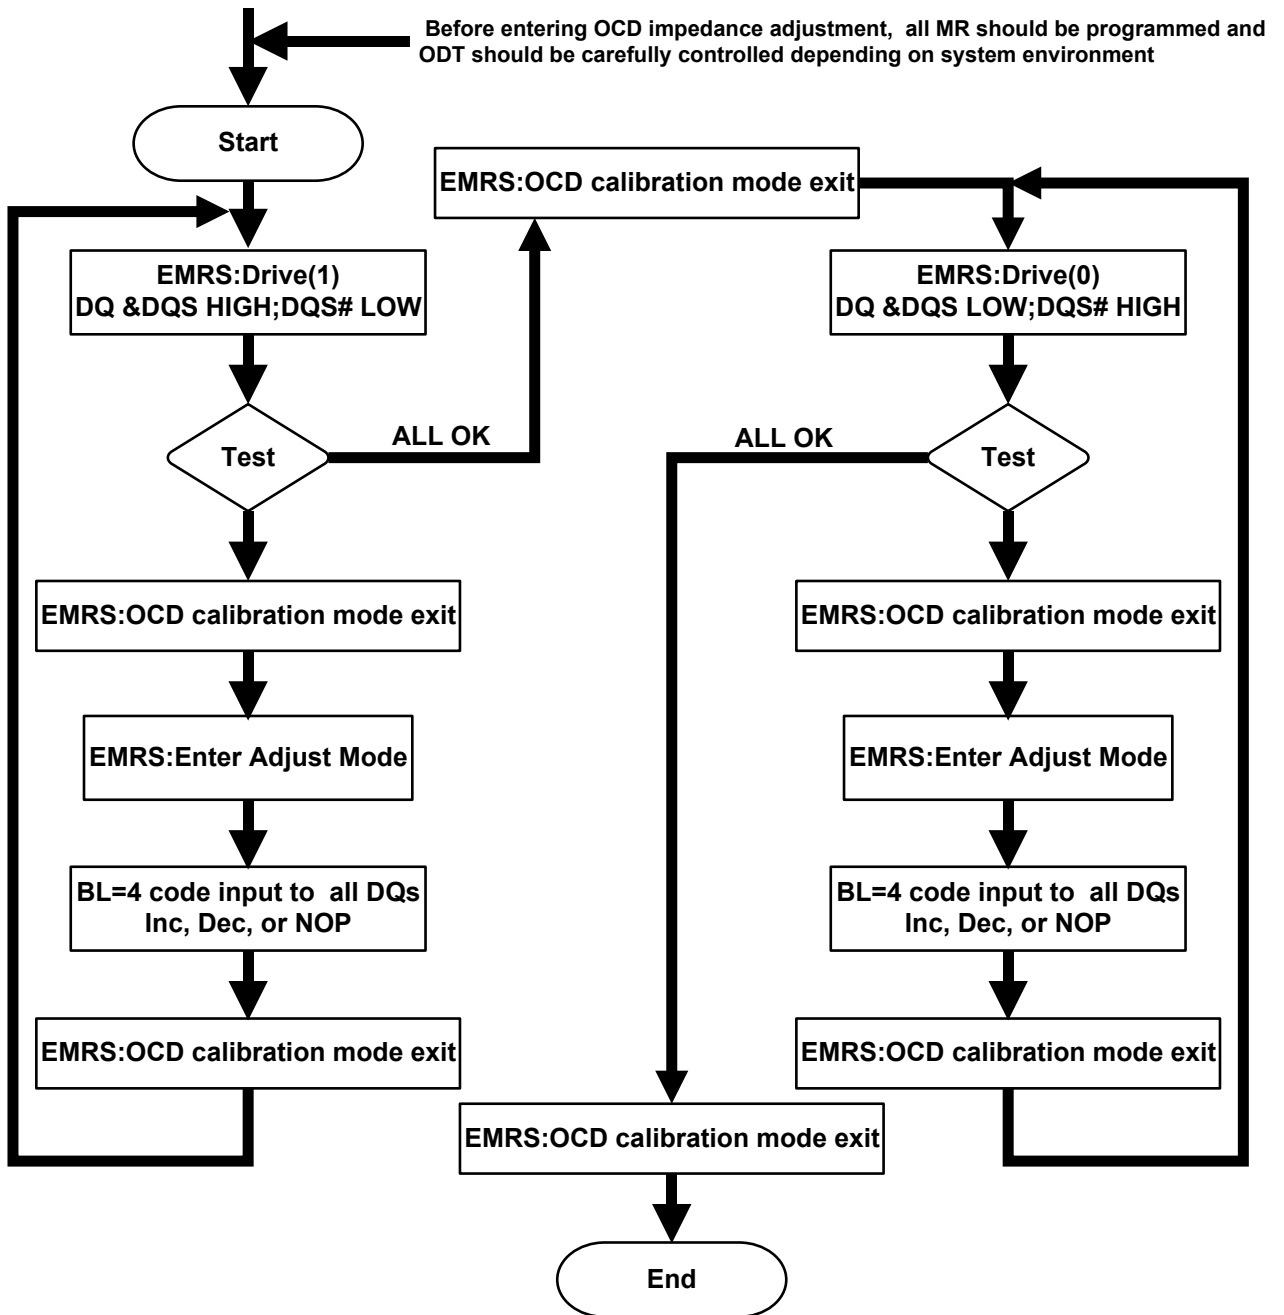 Before entering OCD impedance adjustment, all MR should be programmed and
ODT should be carefully controlled depending on system environment
Start
EMRS:Drive(1)
DQ &DQS HIGH;DQS# LOW
Test
ALL OK
EMRS:OCD calibration mode exit
EMRS:Enter Adjust Mode
BL=4 code input to all DQs
Inc, Dec, or NOP
EMRS:OCD calibration mode exit
EMRS:OCD calibration mode exit
EMRS:Drive(0)
DQ &DQS LOW;DQS# HIGH
Test
ALL OK
EMRS:OCD calibration mode exit
EMRS:Enter Adjust Mode
BL=4 code input to all DQs
Inc, Dec, or NOP
EMRS:OCD calibration mode exit
EMRS:OCD calibration mode exit
End